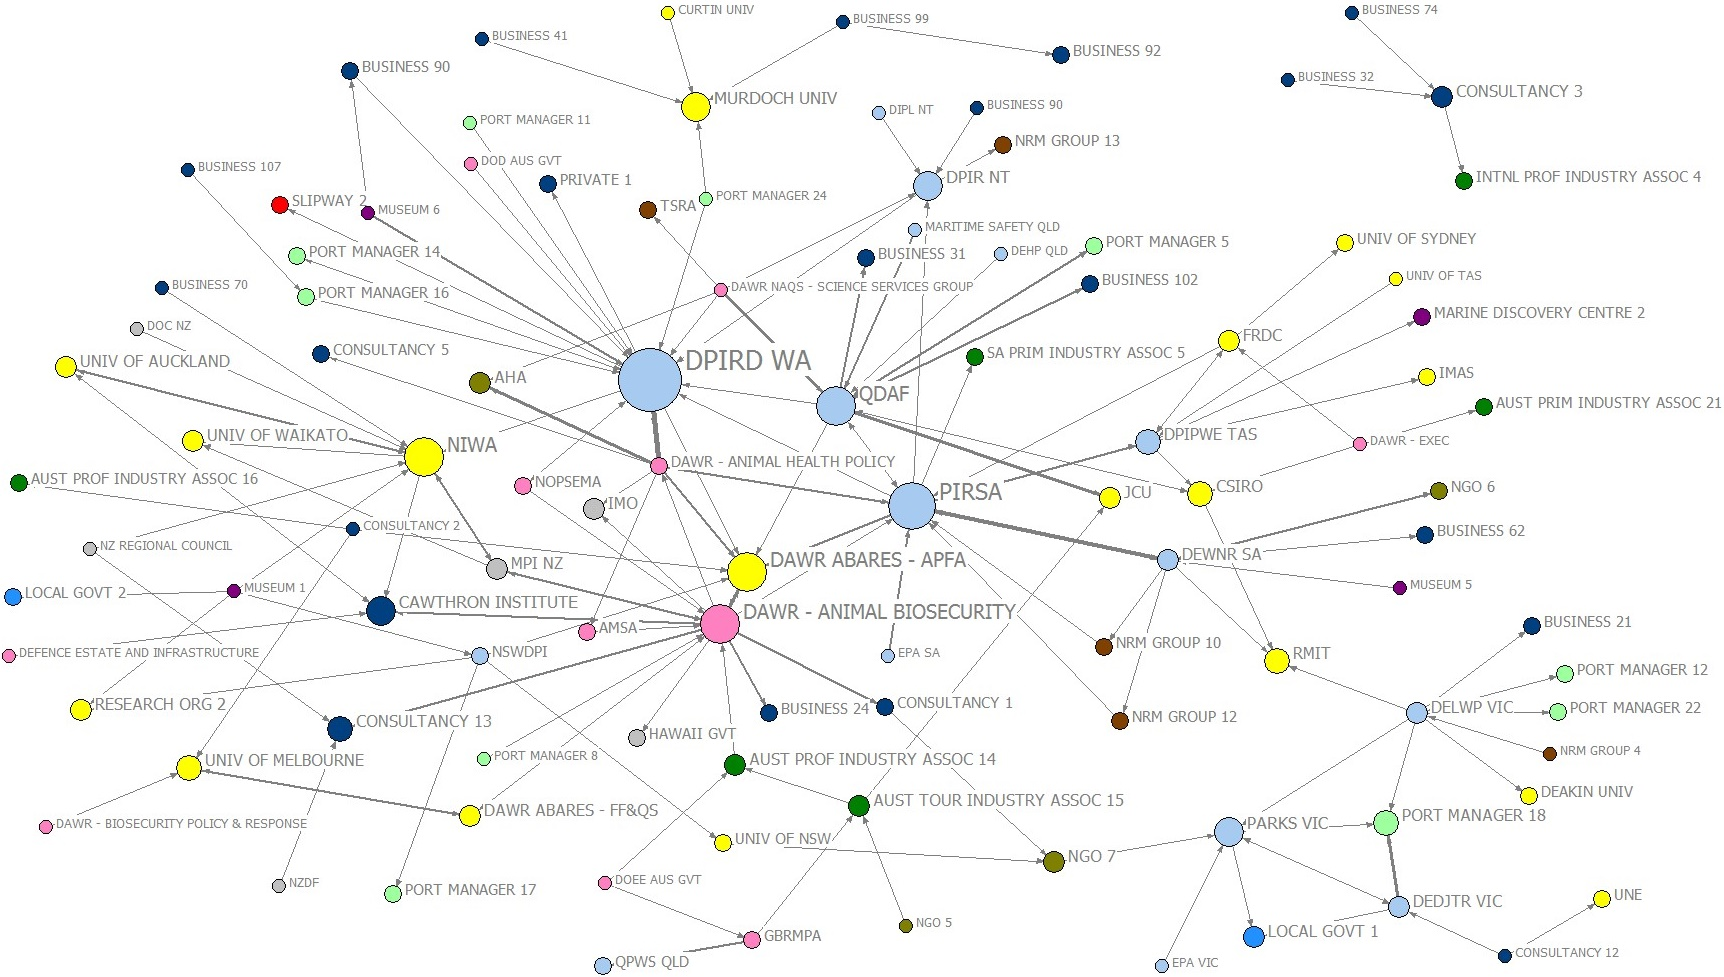 CURTIN UNIV
BUSINESS 74
BUSINESS 99
BUSINESS 41
BUSINESS 92
BUSINESS 90
BUSINESS 32
CONSULTANCY 3
MURDOCH UNIV
DIPL NT
BUSINESS 90
PORT MANAGER 11
NRM GROUP 13
DOD AUS GVT
BUSINESS 107
PRIVATE 1
DPIR NT
INTNL PROF INDUSTRY ASSOC 4
PORT MANAGER 24
SLIPWAY 2
MUSEUM 6
TSRA
MARITIME SAFETY QLD
UNIV OF SYDNEY
PORT MANAGER 14
BUSINESS 31
DEHP QLD
PORT MANAGER 5
UNIV OF TAS
BUSINESS 70
PORT MANAGER 16
DAWR NAQS - SCIENCE SERVICES GROUP
BUSINESS 102
MARINE DISCOVERY CENTRE 2
DOC NZ
FRDC
CONSULTANCY 5
SA PRIM INDUSTRY ASSOC 5
UNIV OF AUCKLAND
DPIRD WA
AHA
IMAS
QDAF
AUST PRIM INDUSTRY ASSOC 21
UNIV OF WAIKATO
NIWA
DPIPWE TAS
DAWR - EXEC
DAWR - ANIMAL HEALTH POLICY
AUST PROF INDUSTRY ASSOC 16
NOPSEMA
PIRSA
JCU
CSIRO
NGO 6
IMO
CONSULTANCY 2
BUSINESS 62
NZ REGIONAL COUNCIL
MPI NZ
DAWR ABARES - APFA
DEWNR SA
MUSEUM 5
LOCAL GOVT 2
MUSEUM 1
CAWTHRON INSTITUTE
DAWR - ANIMAL BIOSECURITY
AMSA
BUSINESS 21
DEFENCE ESTATE AND INFRASTRUCTURE
NSWDPI
EPA SA
NRM GROUP 10
RMIT
PORT MANAGER 12
RESEARCH ORG 2
CONSULTANCY 13
BUSINESS 24
CONSULTANCY 1
NRM GROUP 12
DELWP VIC
PORT MANAGER 22
HAWAII GVT
NRM GROUP 4
UNIV OF MELBOURNE
PORT MANAGER 8
AUST PROF INDUSTRY ASSOC 14
DEAKIN UNIV
DAWR - BIOSECURITY POLICY & RESPONSE
DAWR ABARES - FF&QS
AUST TOUR INDUSTRY ASSOC 15
PARKS VIC
PORT MANAGER 18
UNIV OF NSW
NGO 7
NZDF
PORT MANAGER 17
DOEE AUS GVT
DEDJTR VIC
UNE
GBRMPA
NGO 5
LOCAL GOVT 1
CONSULTANCY 12
QPWS QLD
EPA VIC